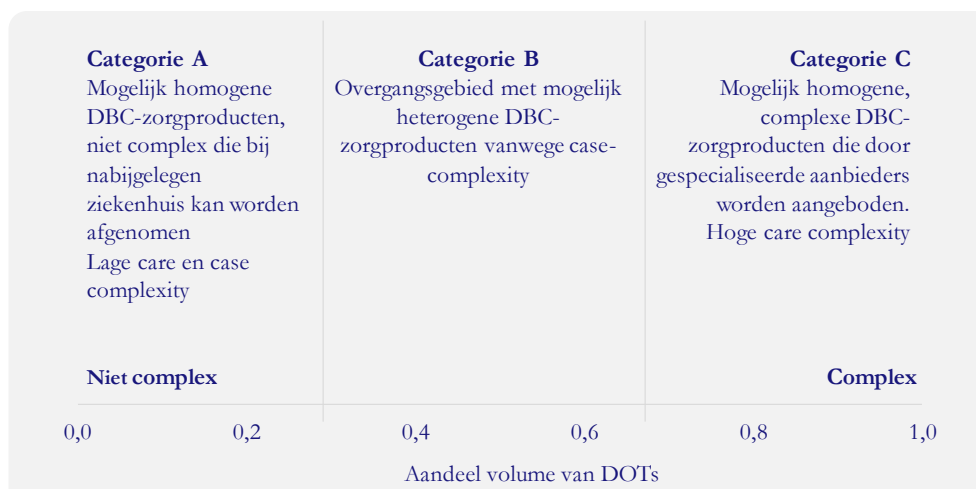 Categorie A
Mogelijk homogene
DBC-zorgproducten,
niet complex die bij
nabijgelegen
ziekenhuis kan worden
afgenomen
Lage care en case
complexity
Categorie B
Overgangsgebied met mogelijk
heterogene DBC-
zorgproducten vanwege case-
complexity
Categorie C
Mogelijk homogene,
complexe DBC-
zorgproducten die door
gespecialiseerde aanbieders
worden aangeboden.
Hoge care complexity
Niet complex
Complex
0,0 0,2 0,4 0,6 0,8 1,0
Aandeel volume van DOTs